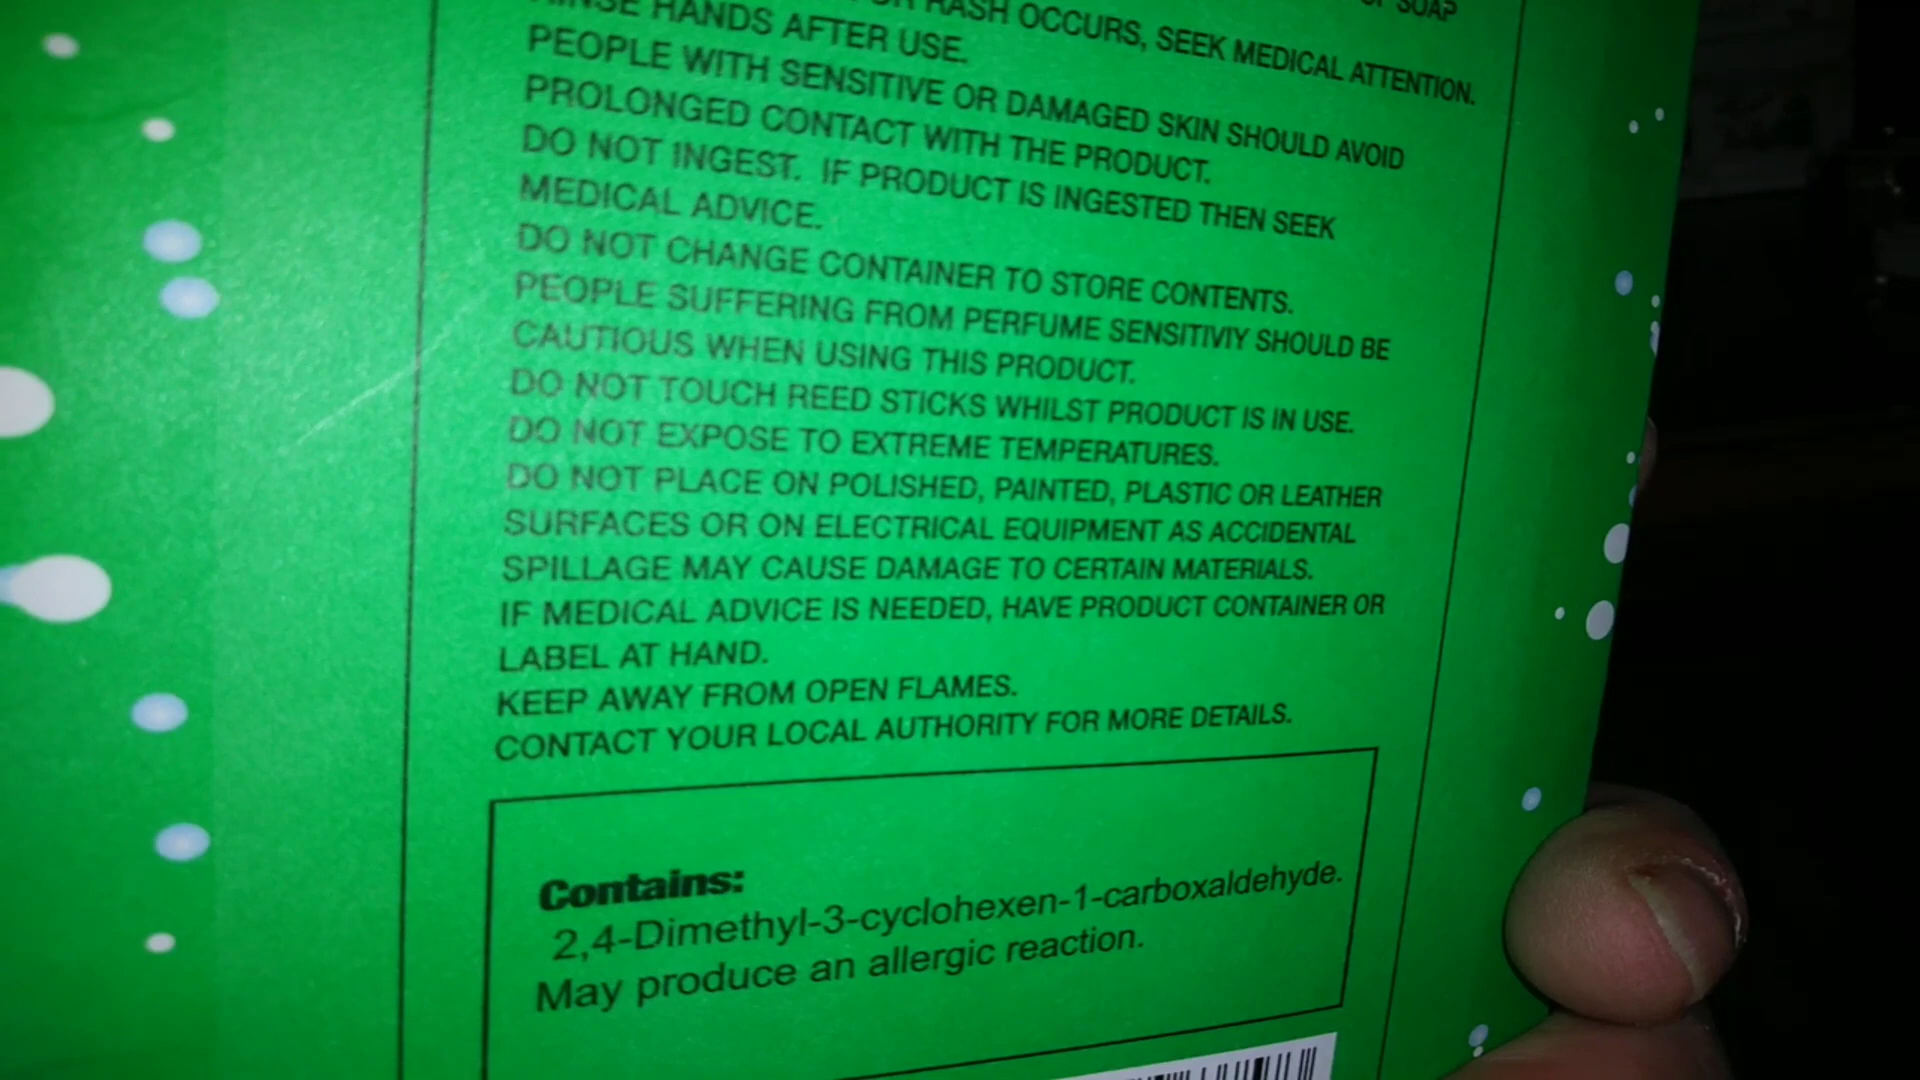 OF SOAP
OR RASH OCCURS, SEEK MEDICAL ATTENTION.
RINSE HANDS AFTER USE.
PEOPLE WITH SENSITIVE OR DAMAGED SKIN SHOULD AVOID
PROLONGED CONTACT WITH THE PRODUCT.
DO NOT INGEST. IF PRODUCT IS INGESTED THEN SEEK
MEDICAL ADVICE.
DO NOT CHANGE CONTAINER TO STORE CONTENTS.
PEOPLE SUFFERING FROM PERFUME SENSITIVIY SHOULD BE
CAUTIOUS WHEN USING THIS PRODUCT.
DO NOT TOUCH REED STICKS WHILST PRODUCT IS IN USE.
DO NOT EXPOSE TO EXTREME TEMPERATURES.
DO NOT PLACE ON POLISHED, PAINTED, PLASTIC OR LEATHER
SURFACES OR ON ELECTRICAL EQUIPMENT AS ACCIDENTAL
SPILLAGE MAY CAUSE DAMAGE TO CERTAIN MATERIALS.
IF MEDICAL ADVICE IS NEEDED, HAVE PRODUCT CONTAINER OR
LABEL AT HAND.
KEEP AWAY FROM OPEN FLAMES.
CONTACT YOUR LOCAL AUTHORITY FOR MORE DETAILS.
Contains:
2,4-Dimethyl-3-cyclohexen-1-carboxaldehyde.
May produce an allergic reaction.